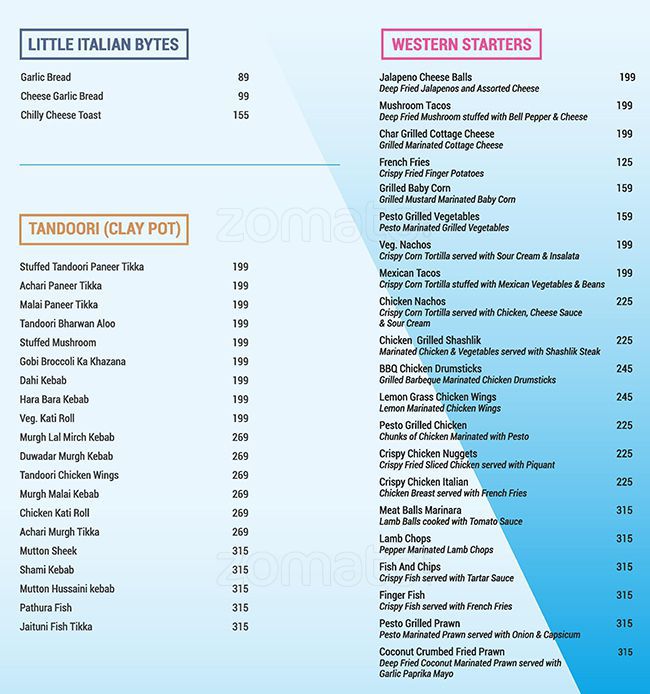 LITTLE ITALIAN BYTES
Garlic Bread 89
Cheese Garlic Bread 99
Chilly Cheese Toast 155
TANDOORI (CLAY POT)
Stuffed Tandoori Paneer Tikka 199
Achari Paneer Tikka 199
Malai Paneer Tikka 199
Tandoori Bharwan Aloo 199
Stuffed Mushroom 199
Gobi Broccoli Ka Khazana 199
Dahi Kebab 199
Hara Bara Kebab 199
Veg. Kati Roll 199
Murgh Lal Mirch Kebab 269
Duwadar Murgh Kebab 269
Tandoori Chicken Wings 269
Murgh Malai Kebab 269
Chicken Kati Roll 269
Achari Murgh Tikka 269
Mutton Sheek 315
Shami Kebab 315
Mutton Hussaini kebab 315
Pathura Fish 315
Jaituni Fish Tikka 315
WESTERN STARTERS
Jalapeno Cheese Balls 199
Deep Fried Jalapenos and Assorted Cheese
Mushroom Tacos 199
Deep Fried Mushroom stuffed with Bell Pepper & Cheese
Char Grilled Cottage Cheese 199
Grilled Marinated Cottage Cheese
French Fries 125
Crispy Fried Finger Potatoes
Grilled Baby Corn 159
Grilled Mustard Marinated Baby Corn
Pesto Grilled Vegetables 159
Pesto Marinated Grilled Vegetables
Veg. Nachos 199
Crispy Corn Tortilla served with Sour Cream & Insalata
Mexican Tacos 199
Crispy Corn Tortilla stuffed with Mexican Vegetables & Beans
Chicken Nachos 225
Crispy Corn Tortilla served with Chicken, Cheese Sauce
& Sour Cream
Chicken Grilled Shashlik 225
Marinated Chicken & Vegetables served with Shashlik Steak
BBQ Chicken Drumsticks 245
Grilled Barbeque Marinated Chicken Drumsticks
Lemon Grass Chicken Wings 245
Lemon Marinated Chicken Wings
Pesto Grilled Chicken 225
Chunks of Chicken Marinated with Pesto
Crispy Chicken Nuggets 225
Crispy Fried Sliced Chicken served with Piquant
Crispy Chicken Italian 225
Chicken Breast served with French Fries
Meat Balls Marinara 315
Lamb Balls cooked with Tomato Sauce
Lamb Chops 315
Pepper Marinated Lamb Chops
Fish And Chips 315
Crispy Fish served with Tartar Sauce
Finger Fish 315
Crispy Fish served with French Fries
Pesto Grilled Prawn 315
Pesto Marinated Prawn served with Onion & Capsicum
Coconut Crumbed Fried Prawn 315
Deep Fried Coconut Marinated Prawn served with
Garlic Paprika Mayo